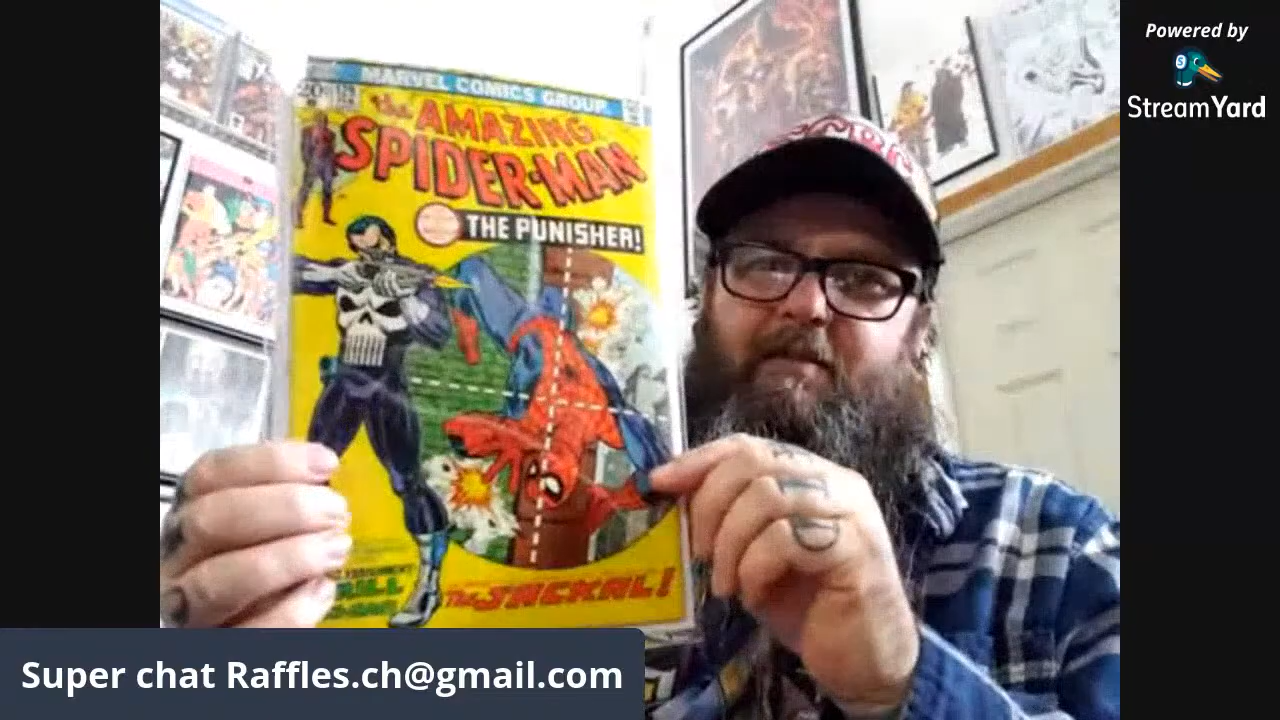 Powered by
StreamYard
MARVEL COMICS GROUP
20¢
the AMAZING
SPIDER-MAN
THE PUNISHER!
KILL
THE JACKAL!
Super chat Raffles.ch@gmail.com